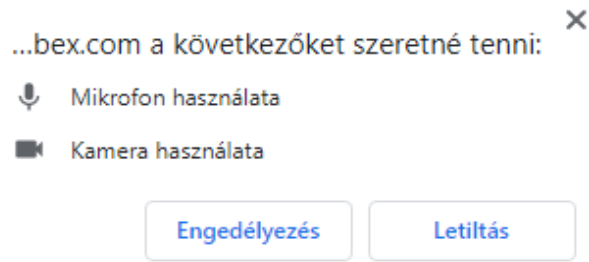 ...bex.com a következőket szeretné tenni:
Mikrofon használata
Kamera használata
Engedélyezés
Letiltás